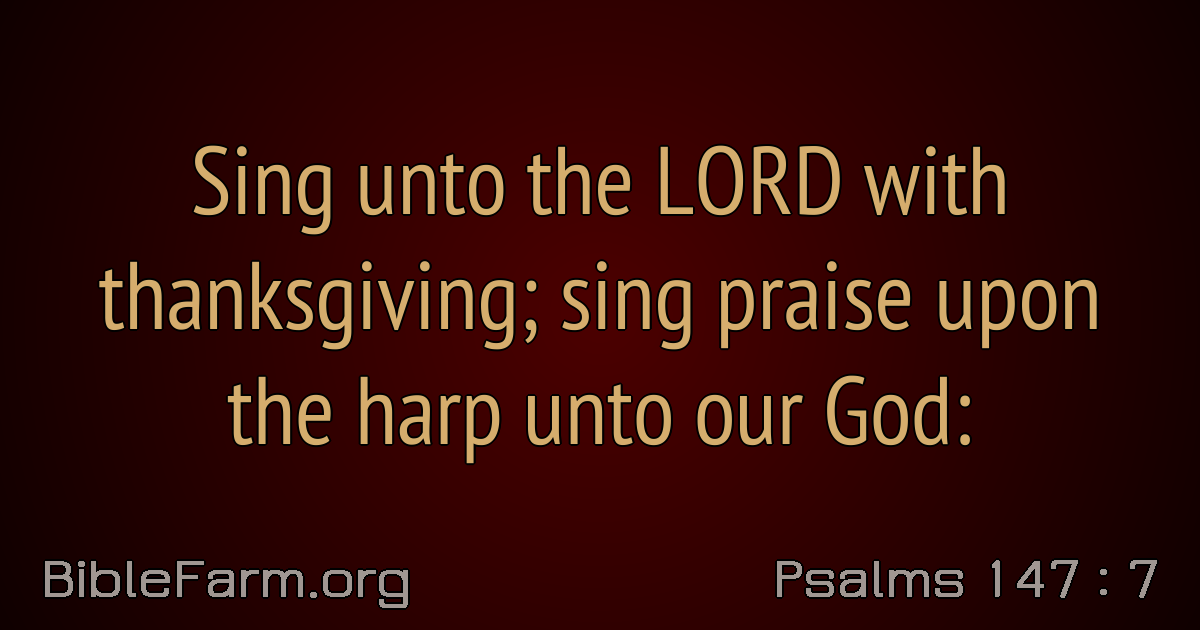 Sing unto the LORD with
thanksgiving; sing praise upon
the harp unto our God:
BibleFarm.org
Psalms 147 : 7